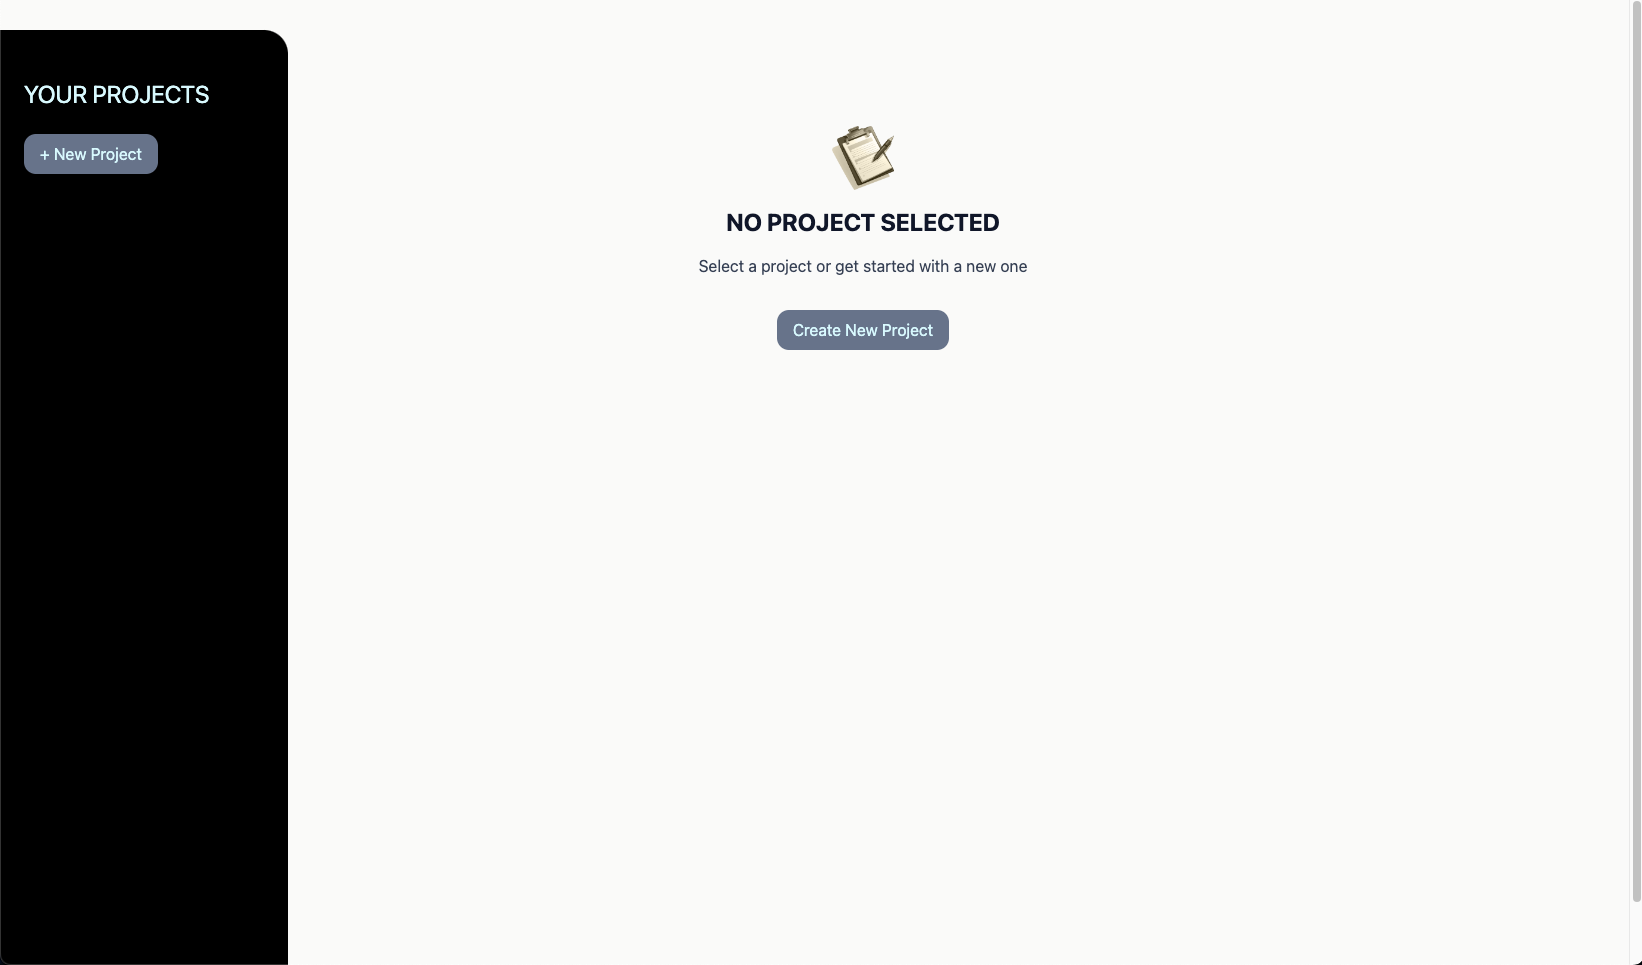 YOUR PROJECTS
+ New Project
NO PROJECT SELECTED
Select a project or get started with a new one
Create New Project